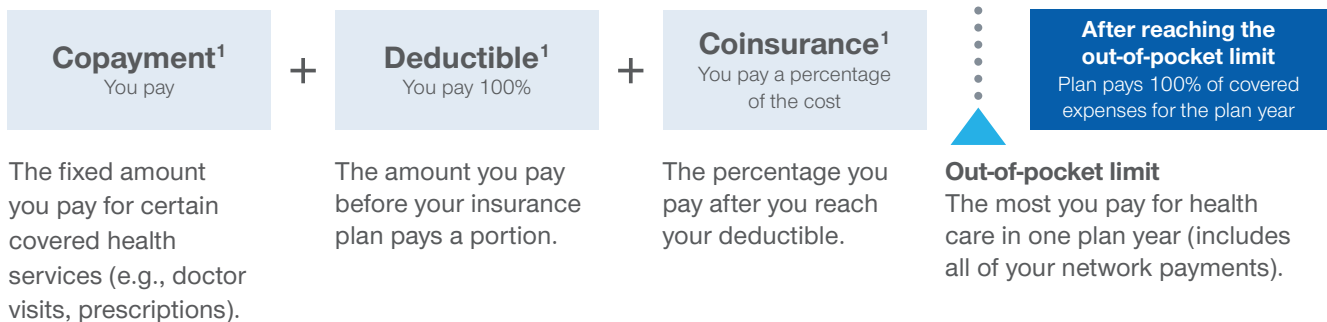 Copayment¹
You pay
+
Deductible¹
You pay 100%
+
Coinsurance¹
You pay a percentage
of the cost
After reaching the
out-of-pocket limit
Plan pays 100% of covered
expenses for the plan year
The fixed amount
you pay for certain
covered health
services (e.g., doctor
visits, prescriptions).
The amount you pay
before your insurance
plan pays a portion.
The percentage you
pay after you reach
your deductible.
Out-of-pocket limit
The most you pay for health
care in one plan year (includes
all of your network payments).